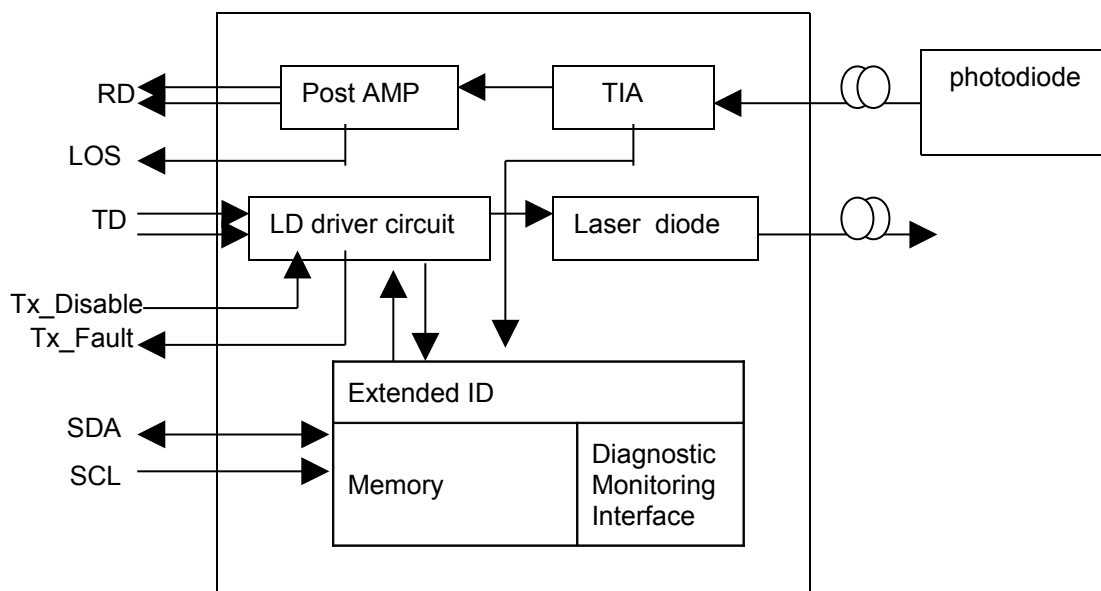 photodiode
RD
Post AMP
TIA
LOS
TD
LD driver circuit
Laser diode
Tx_Disable
Tx_Fault
Extended ID
SDA
SCL
Memory
Diagnostic
Monitoring
Interface